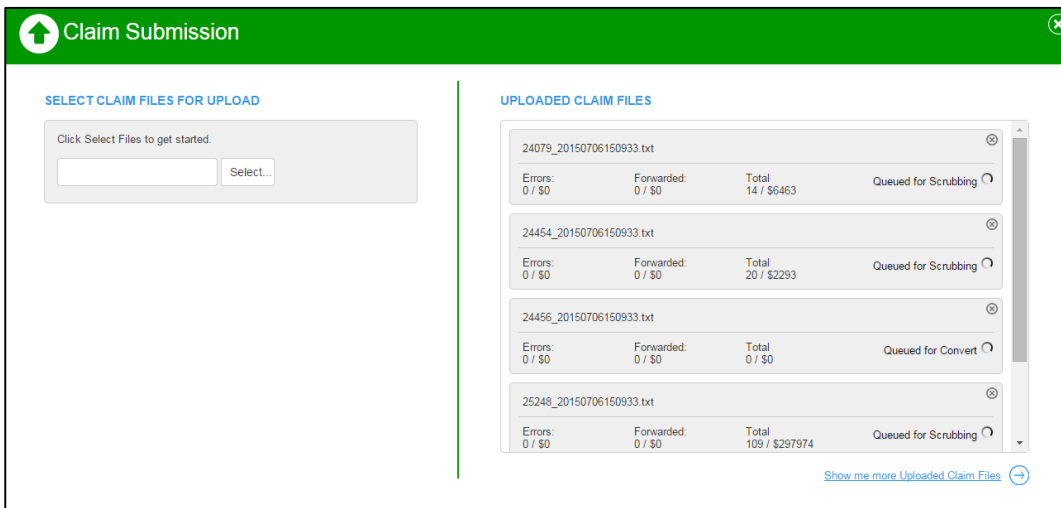 Claim Submission
SELECT CLAIM FILES FOR UPLOAD
Click Select Files to get started.
Select...
UPLOADED CLAIM FILES
24079_20150706150933.txt
Errors: Forwarded: Total Queued for Scrubbing
0 / $0 0 / $0 14 / $6463
24454_20150706150933.txt
Errors: Forwarded: Total Queued for Scrubbing
0 / $0 0 / $0 20 / $2293
24456_20150706150933.txt
Errors: Forwarded: Total Queued for Convert
0 / $0 0 / $0 0 / $0
25248_20150706150933.txt
Errors: Forwarded: Total Queued for Scrubbing
0 / $0 0 / $0 109 / $297974
Show me more Uploaded Claim Files